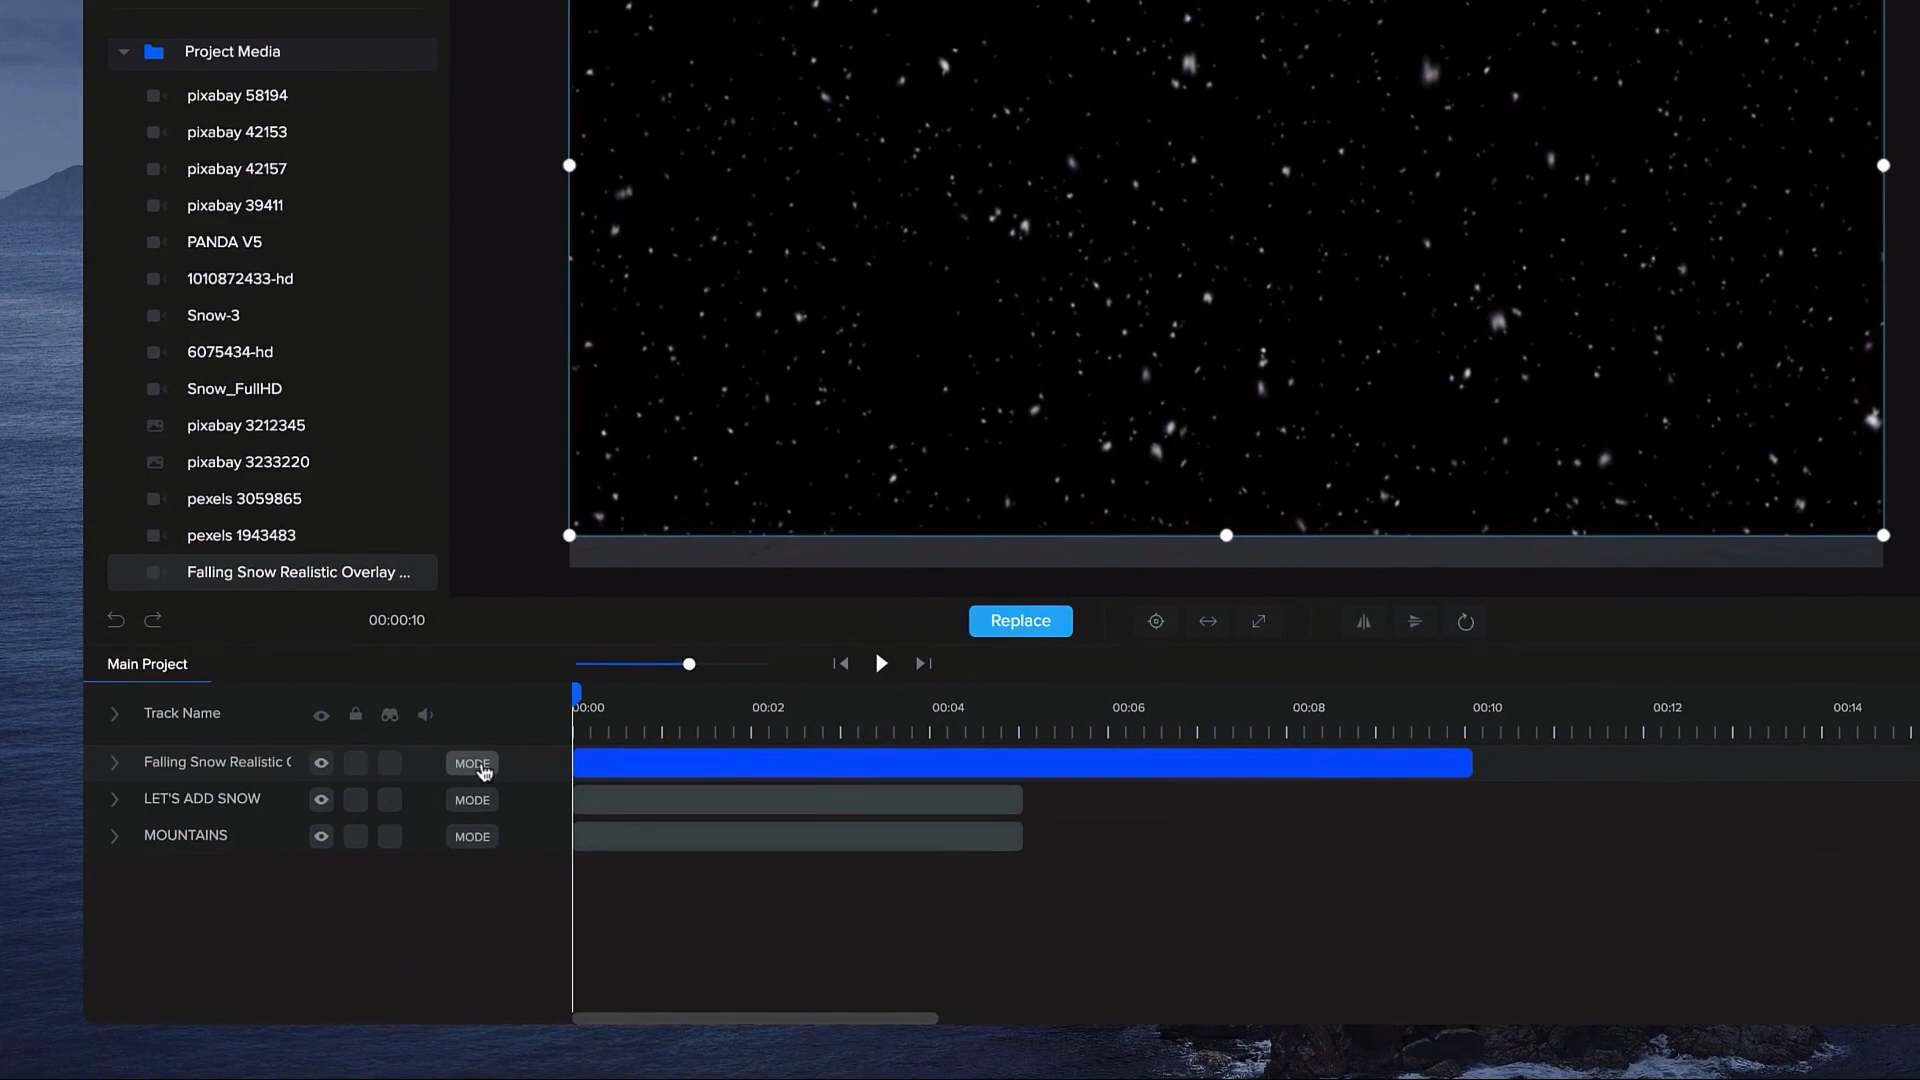 Project Media
pixabay 58194
pixabay 42153
pixabay 42157
pixabay 39411
PANDA V5
1010872433-hd
Snow-3
6075434-hd
Snow_FullHD
pixabay 3212345
pixabay 3233220
pexels 3059865
pexels 1943483
Falling Snow Realistic Overlay ...
00:00:10
Replace
Main Project
Track Name
00:00 00:02 00:04 00:06 00:08 00:10 00:12 00:14
Falling Snow Realistic MODE
LET'S ADD SNOW MODE
MOUNTAINS MODE